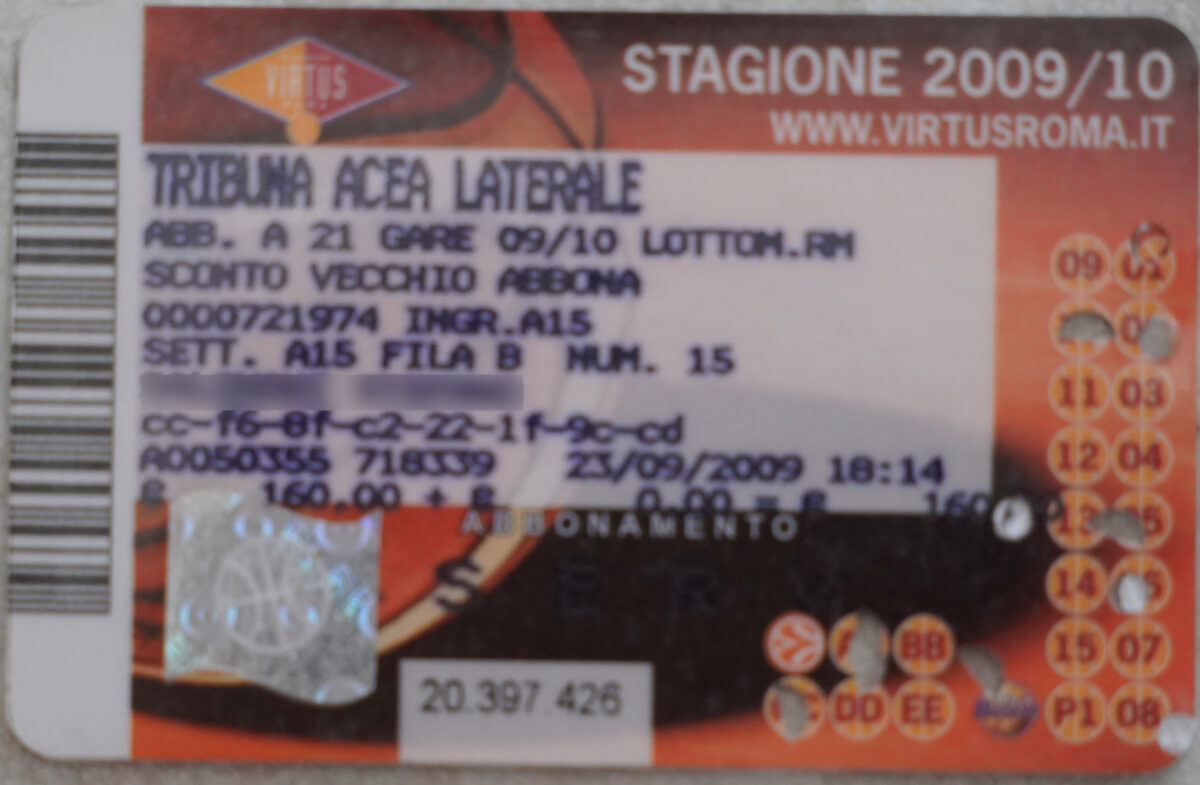 VIRTUS
STAGIONE 2009/10
WWW.VIRTUSROMA.IT
TRIBUNA ACEA LATERALE
ABB. A 21 GARE 09/10 LOTTOM.RM
SCONTO VECCHIO ABBONA
0000721974 INGR.A15
SETT. A15 FILA B NUM. 15
cc-f6-8f-c2-22-1f-9c-cd
A0050355 718339 23/09/2009 18:14
160.00 + 0.00 = 160
ABBONAMENTO
S E R V
20.397.426
09 01
11 03
12 04
13
14
15 07
P1 08
BB
DD EE